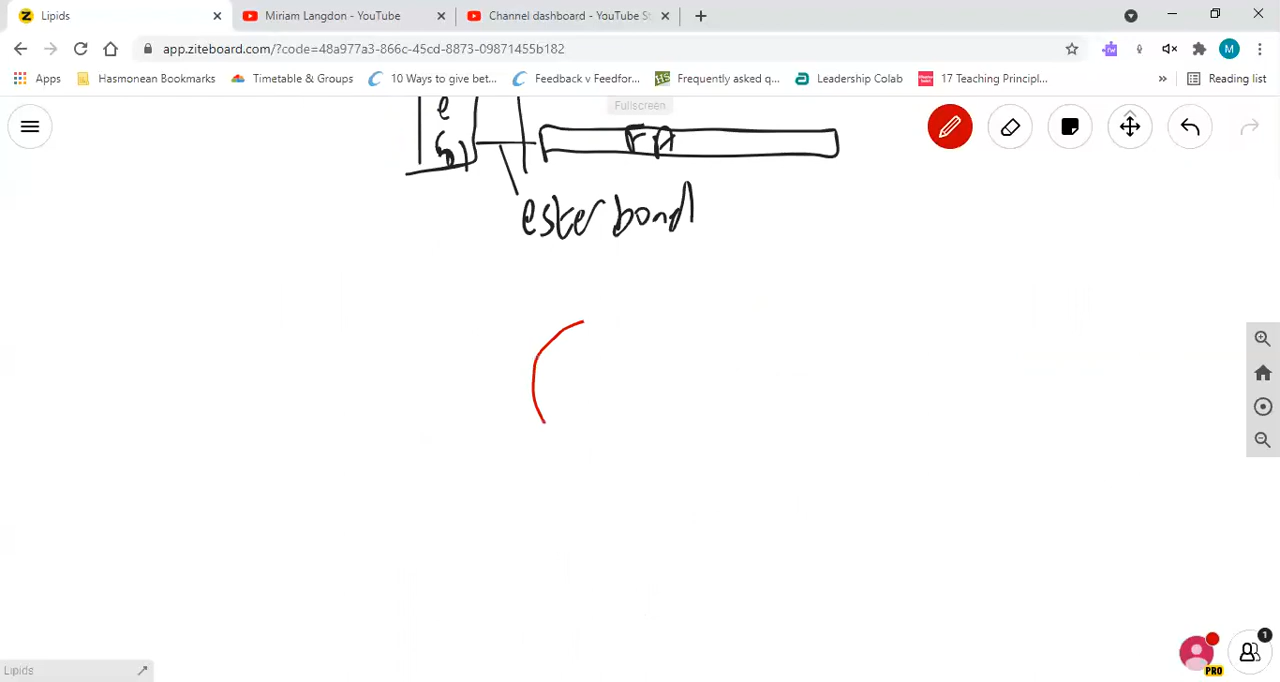 Lipids
Miriam Langdon - YouTube
Channel dashboard - YouTube St
app.ziteboard.com/?code=48a977a3-866c-45cd-8873-09871455b182
M
Apps
Hasmonean Bookmarks
Timetable & Groups
10 Ways to give bet...
Feedback v Feedfor...
Frequently asked q...
Leadership Colab
17 Teaching Principl...
»
Reading list
Fullscreen
e
FA
ester bond
1
PRO
Lipids